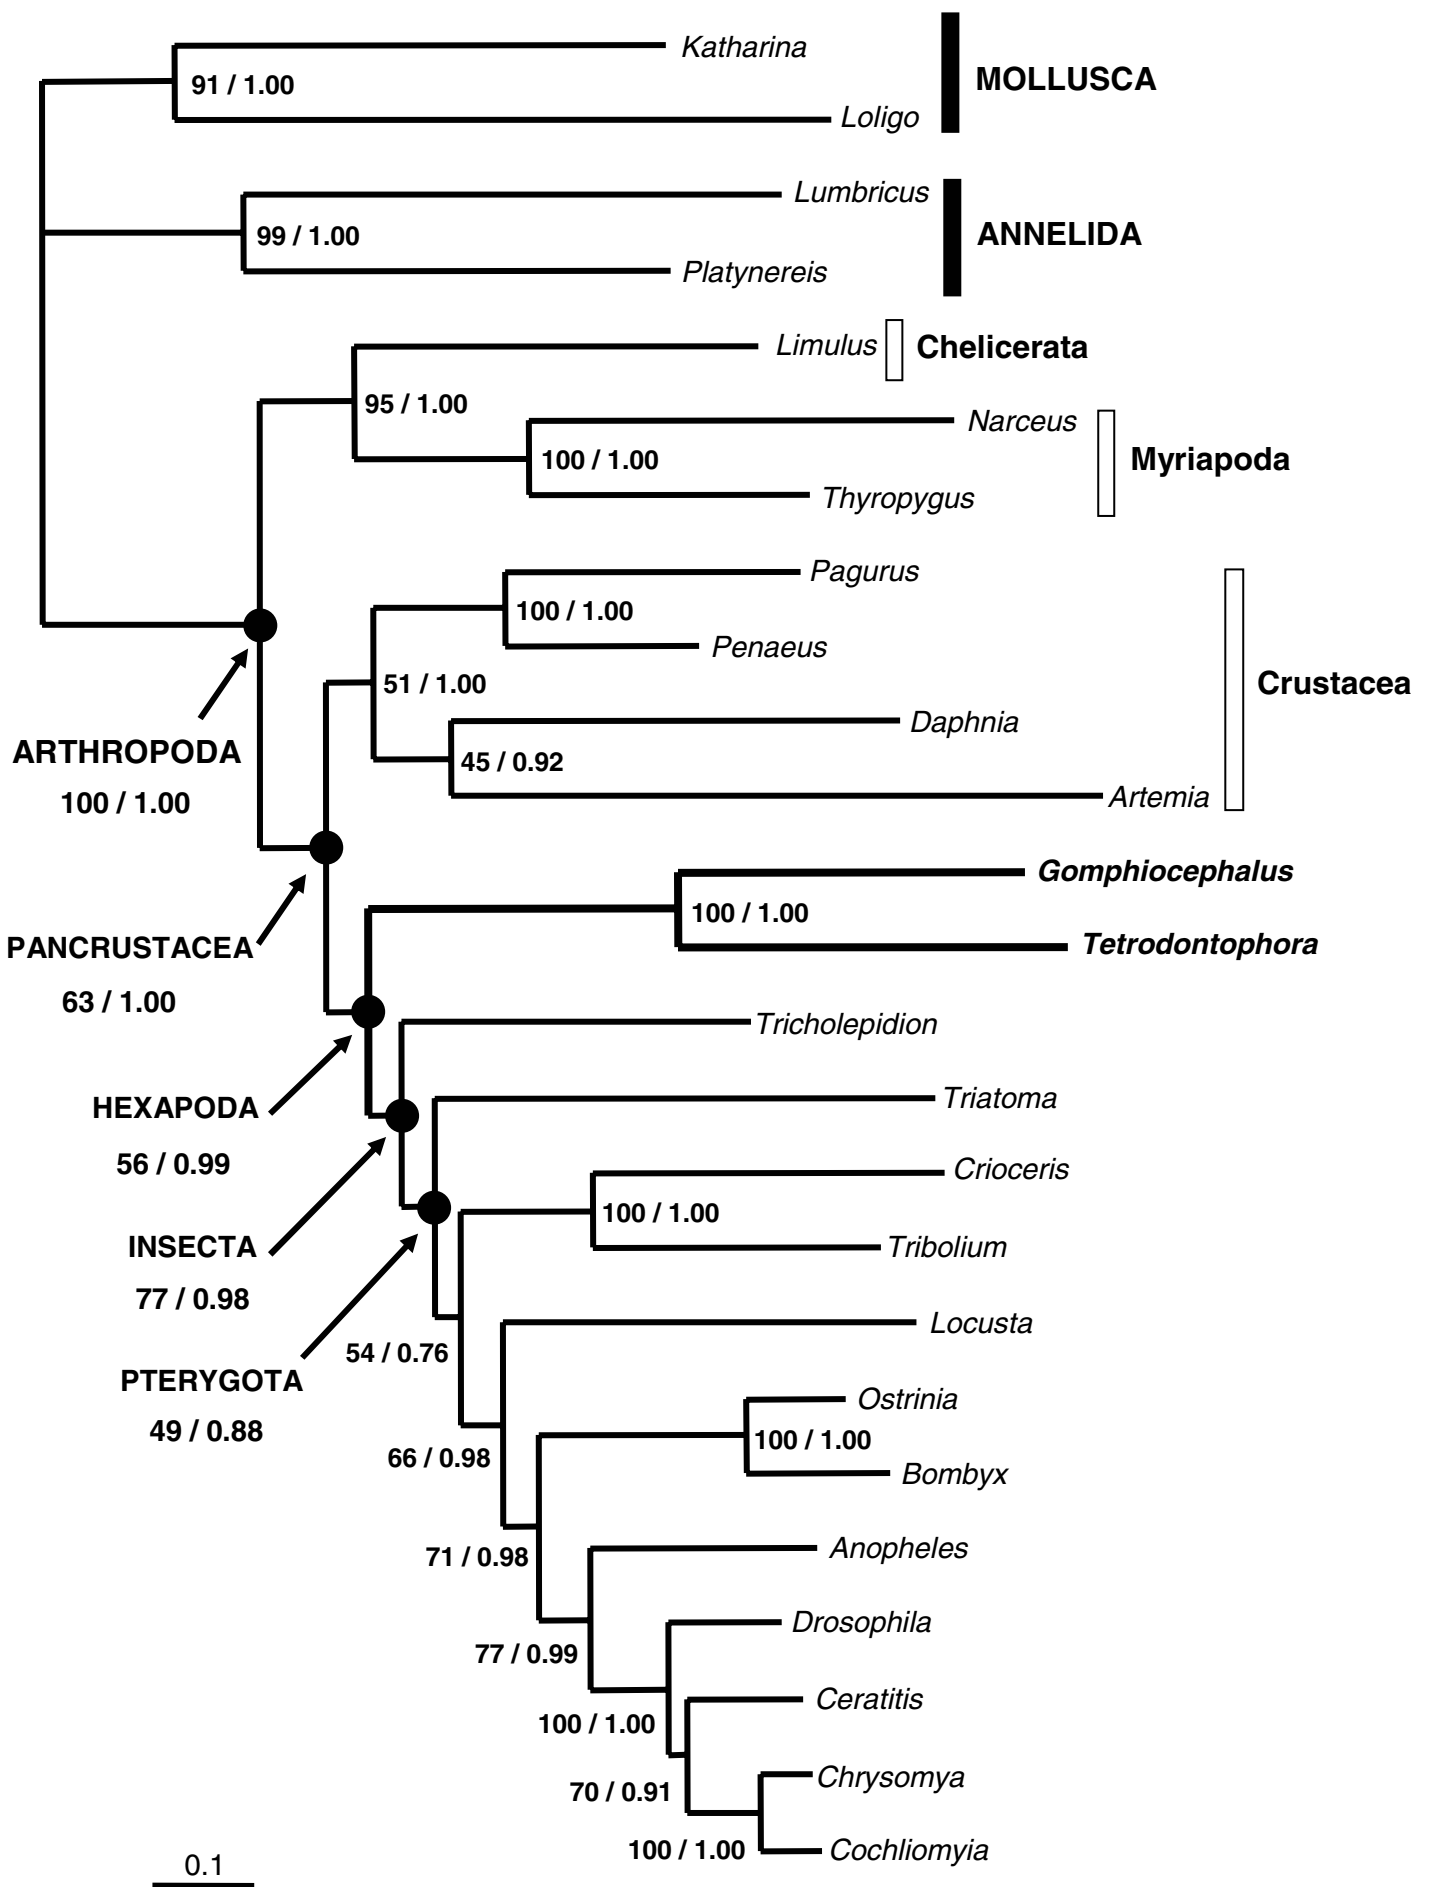 Katharina
91 / 1.00
MOLLUSCA
Loligo
Lumbricus
99 / 1.00
ANNELIDA
Platynereis
Limulus
Chelicerata
95 / 1.00
Narceus
100 / 1.00
Myriapoda
Thyropygus
Pagurus
100 / 1.00
Penaeus
51 / 1.00
Crustacea
Daphnia
ARTHROPODA
45 / 0.92
100 / 1.00
Artemia
Gomphiocephalus
100 / 1.00
PANCRUSTACEA
Tetrodontophora
63 / 1.00
Tricholepidion
HEXAPODA
Triatoma
56 / 0.99
Crioceris
100 / 1.00
INSECTA
Tribolium
77 / 0.98
Locusta
54 / 0.76
PTERYGOTA
Ostrinia
49 / 0.88
100 / 1.00
66 / 0.98
Bombyx
Anopheles
71 / 0.98
Drosophila
77 / 0.99
Ceratitis
100 / 1.00
Chrysomya
70 / 0.91
Cochliomyia
100 / 1.00
0.1